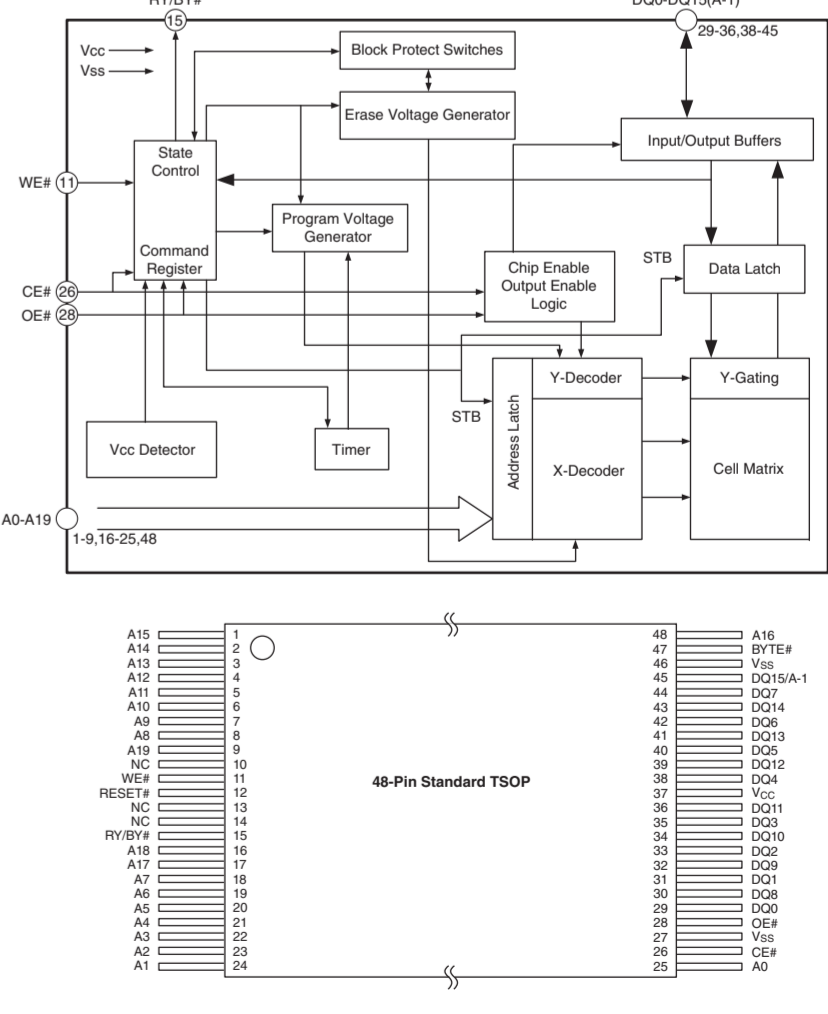 RY/BY#
DQ0-DQ15(A-1)
15
29-36,38-45
Vcc
Vss
Block Protect Switches
Erase Voltage Generator
Input/Output Buffers
State
Control
WE# 11
Program Voltage
Generator
Command
Register
STB
Data Latch
Chip Enable
Output Enable
Logic
CE# 26
OE# 28
Y-Decoder
Y-Gating
STB
Address Latch
Vcc Detector
Timer
X-Decoder
Cell Matrix
A0-A19
1-9,16-25,48
A15 1 48 A16
A14 2 47 BYTE#
A13 3 46 VSS
A12 4 45 DQ15/A-1
A11 5 44 DQ7
A10 6 43 DQ14
A9 7 42 DQ6
A8 8 41 DQ13
A19 9 40 DQ5
NC 10 39 DQ12
WE# 11 38 DQ4
RESET# 12 37 VCC
NC 13 36 DQ11
NC 14 35 DQ3
RY/BY# 15 34 DQ10
A18 16 33 DQ2
A17 17 32 DQ9
A7 18 31 DQ1
A6 19 30 DQ8
A5 20 29 DQ0
A4 21 28 OE#
A3 22 27 VSS
A2 23 26 CE#
A1 24 25 A0
48-Pin Standard TSOP